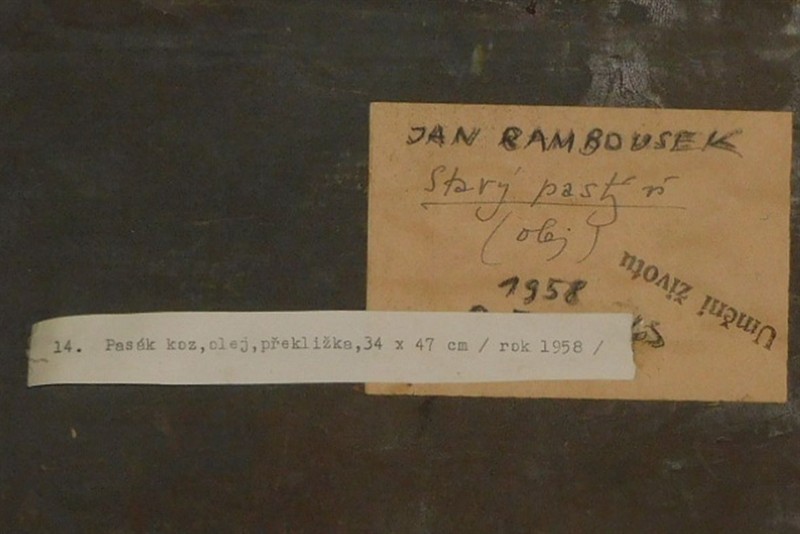 JAN RAMBOUSEK
Starý pastýř
(olej)
1958
Umění životu
14. Pasák koz,olej,překližka,34 x 47 cm / rok 1958 /